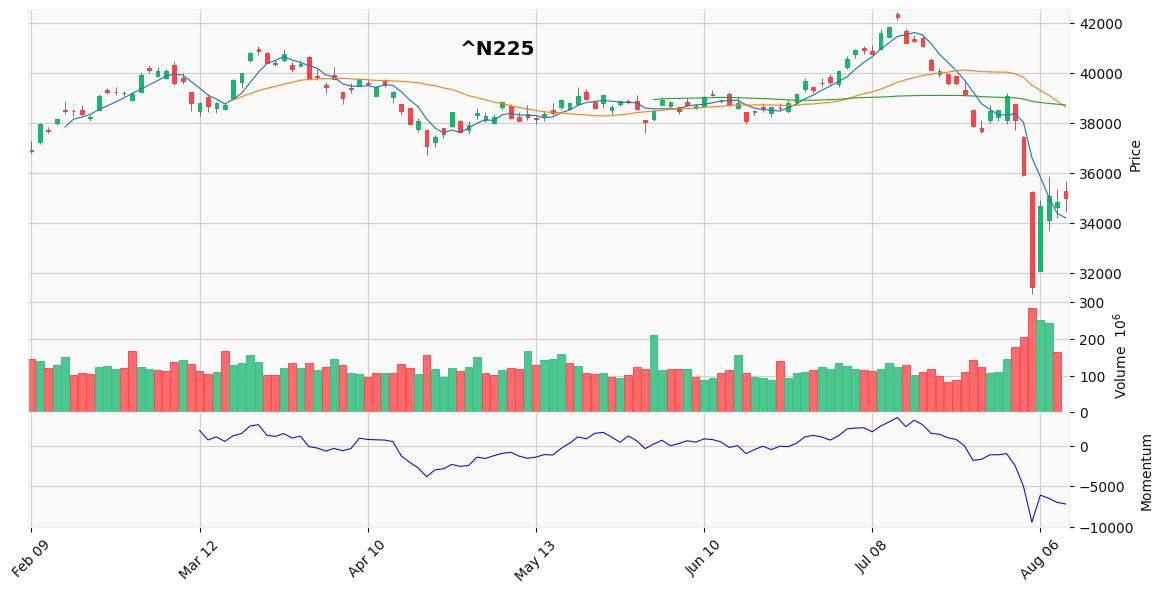 ^N225
42000
40000
38000
36000
34000
32000
Price
300
200
100
0
Volume 10^6
0
−5000
−10000
Momentum
Feb 09
Mar 12
Apr 10
May 13
Jun 10
Jul 08
Aug 06